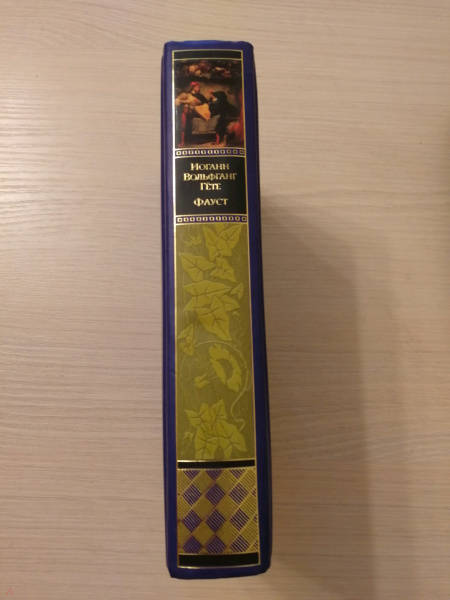 Иоганн
Вольфганг
Гёте
Фауст